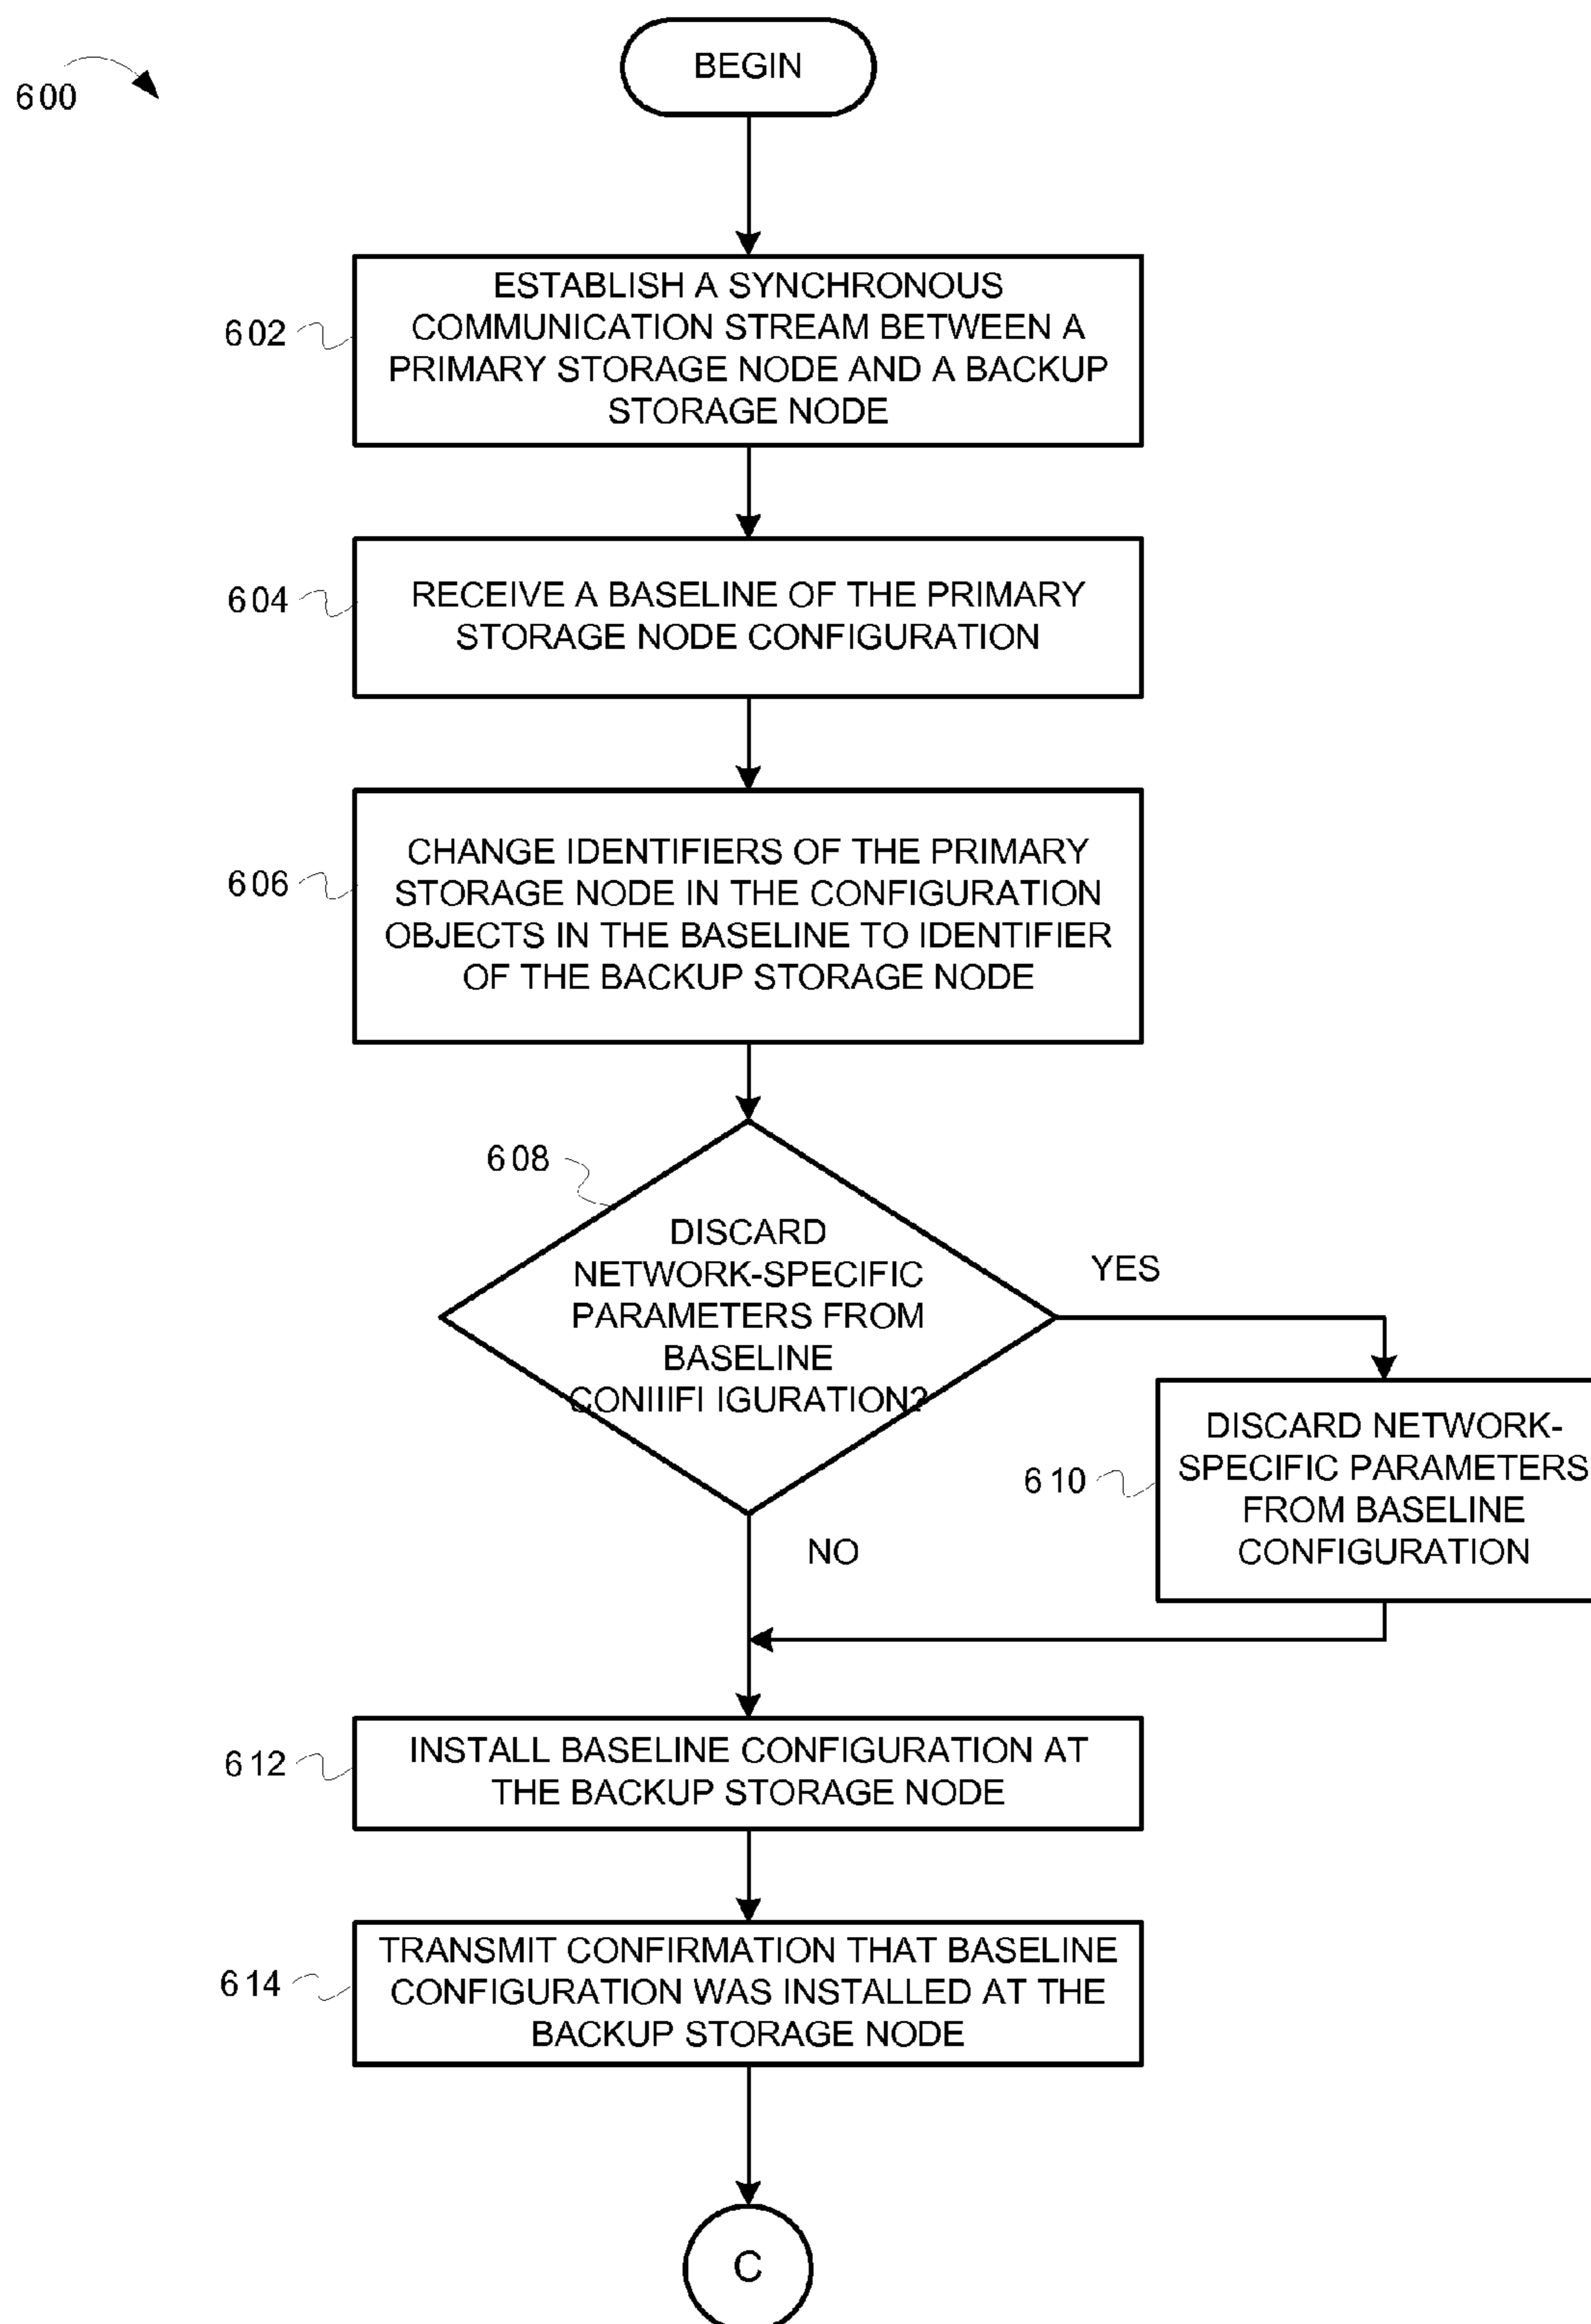 600
BEGIN
602
ESTABLISH A SYNCHRONOUS
COMMUNICATION STREAM BETWEEN A
PRIMARY STORAGE NODE AND A BACKUP
STORAGE NODE
604
RECEIVE A BASELINE OF THE PRIMARY
STORAGE NODE CONFIGURATION
606
CHANGE IDENTIFIERS OF THE PRIMARY
STORAGE NODE IN THE CONFIGURATION
OBJECTS IN THE BASELINE TO IDENTIFIER
OF THE BACKUP STORAGE NODE
608
DISCARD
NETWORK-SPECIFIC
PARAMETERS FROM
BASELINE
CONIIIFI IGURATION?
YES
NO
610
DISCARD NETWORK-
SPECIFIC PARAMETERS
FROM BASELINE
CONFIGURATION
612
INSTALL BASELINE CONFIGURATION AT
THE BACKUP STORAGE NODE
614
TRANSMIT CONFIRMATION THAT BASELINE
CONFIGURATION WAS INSTALLED AT THE
BACKUP STORAGE NODE
C